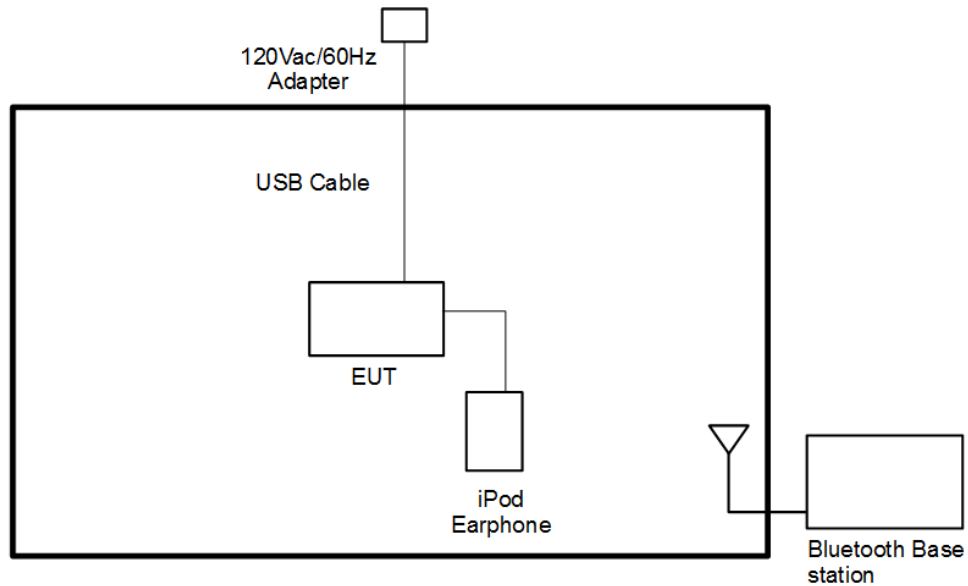 120Vac/60Hz
Adapter
USB Cable
EUT
iPod
Earphone
Bluetooth Base
station